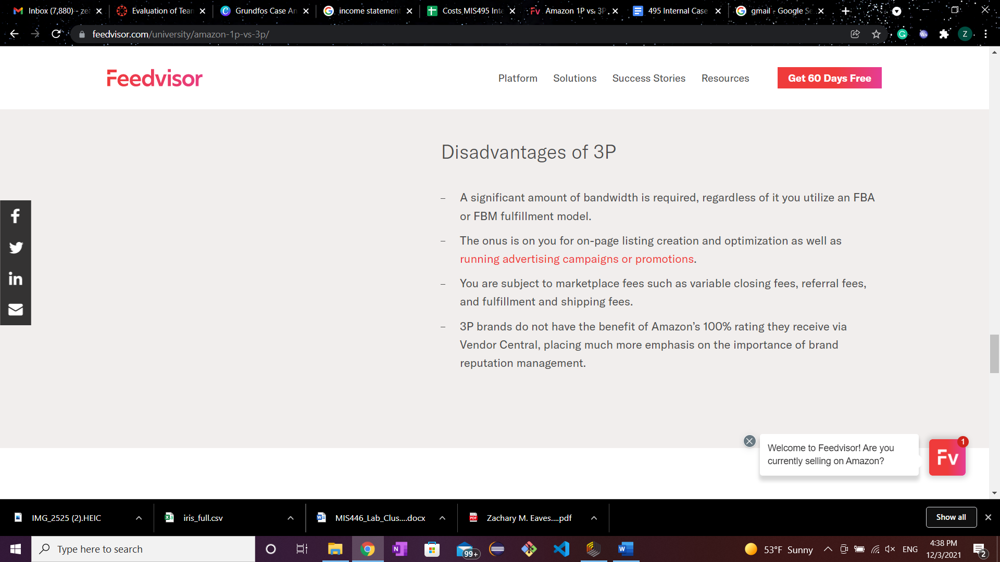 Inbox (7,880) - ze
Evaluation of Tean
Grundfos Case An
income statement
Costs MIS495 Inte
Amazon 1P vs. 3P
495 Internal Case
gmail - Google Se
feedvisor.com/university/amazon-1p-vs-3p/
Z
Feedvisor
Platform
Solutions
Success Stories
Resources
Get 60 Days Free
Disadvantages of 3P
– A significant amount of bandwidth is required, regardless of it you utilize an FBA
or FBM fulfillment model.
– The onus is on you for on-page listing creation and optimization as well as
running advertising campaigns or promotions.
– You are subject to marketplace fees such as variable closing fees, referral fees,
and fulfillment and shipping fees.
– 3P brands do not have the benefit of Amazon’s 100% rating they receive via
Vendor Central, placing much more emphasis on the importance of brand
reputation management.
Welcome to Feedvisor! Are you
currently selling on Amazon?
Fv
1
IMG_2525 (2).HEIC
iris_full.csv
MIS446_Lab_Clus....docx
Zachary M. Eaves....pdf
Show all
Type here to search
99+
53°F Sunny
ENG
4:38 PM
12/3/2021
2